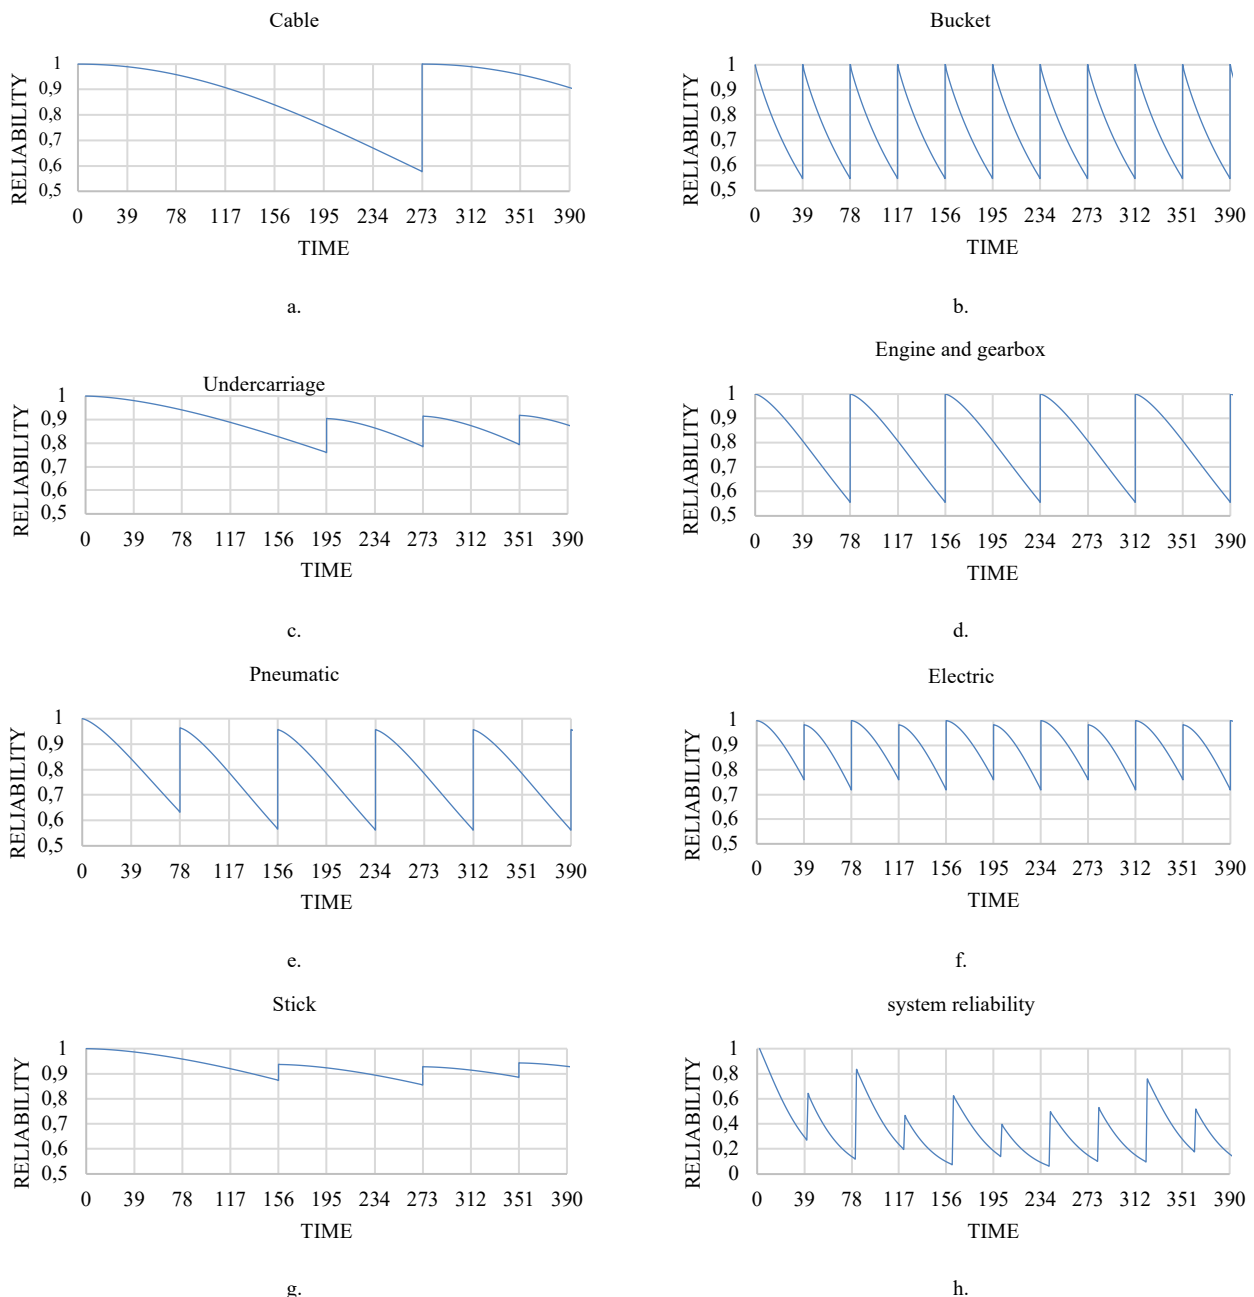 Cable
RELIABILITY
1
0,9
0,8
0,7
0,6
0,5
0 39 78 117 156 195 234 273 312 351 390
TIME
a.
Bucket
RELIABILITY
1
0,9
0,8
0,7
0,6
0,5
0 39 78 117 156 195 234 273 312 351 390
TIME
b.
Undercarriage
RELIABILITY
1
0,9
0,8
0,7
0,6
0,5
0 39 78 117 156 195 234 273 312 351 390
TIME
c.
Engine and gearbox
RELIABILITY
1
0,9
0,8
0,7
0,6
0,5
0 39 78 117 156 195 234 273 312 351 390
TIME
d.
Pneumatic
RELIABILITY
1
0,9
0,8
0,7
0,6
0,5
0 39 78 117 156 195 234 273 312 351 390
TIME
e.
Electric
RELIABILITY
1
0,9
0,8
0,7
0,6
0,5
0 39 78 117 156 195 234 273 312 351 390
TIME
f.
Stick
RELIABILITY
1
0,9
0,8
0,7
0,6
0,5
0 39 78 117 156 195 234 273 312 351 390
TIME
g.
system reliability
RELIABILITY
1
0,8
0,6
0,4
0,2
0
0 39 78 117 156 195 234 273 312 351 390
TIME
h.